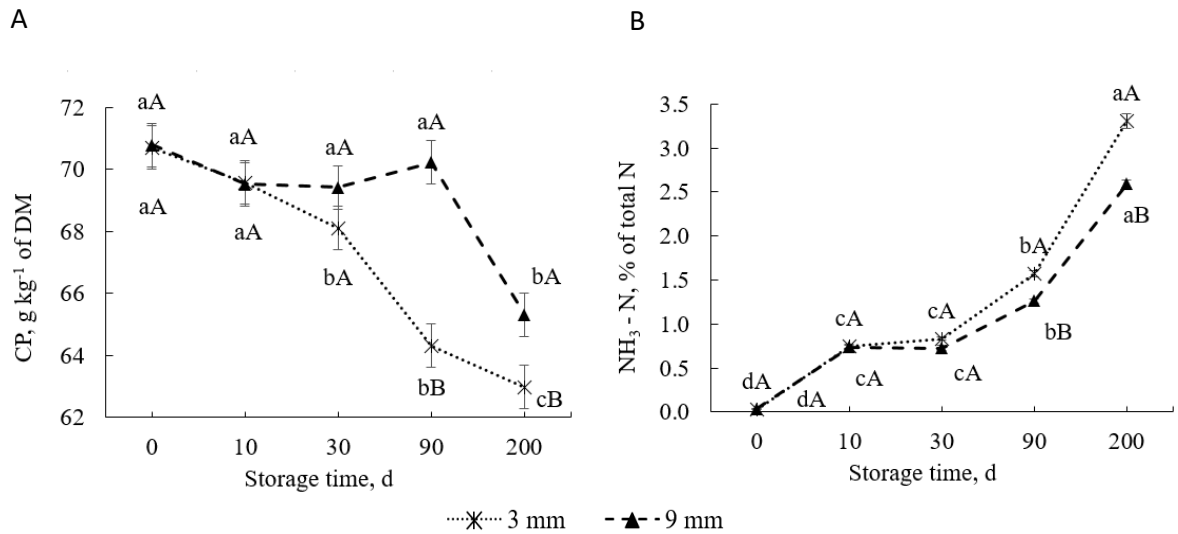 A
B
72
70
68
66
64
62
CP, g kg⁻¹ of DM
aA
aA
aA
aA
aA
aA
bA
bA
bB
cB
0 10 30 90 200
Storage time, d
3.5
3.0
2.5
2.0
1.5
1.0
0.5
0.0
NH₃ - N, % of total N
aA
aB
bA
bB
cA
cA
cA
cA
dA
dA
0 10 30 90 200
Storage time, d
3 mm 9 mm